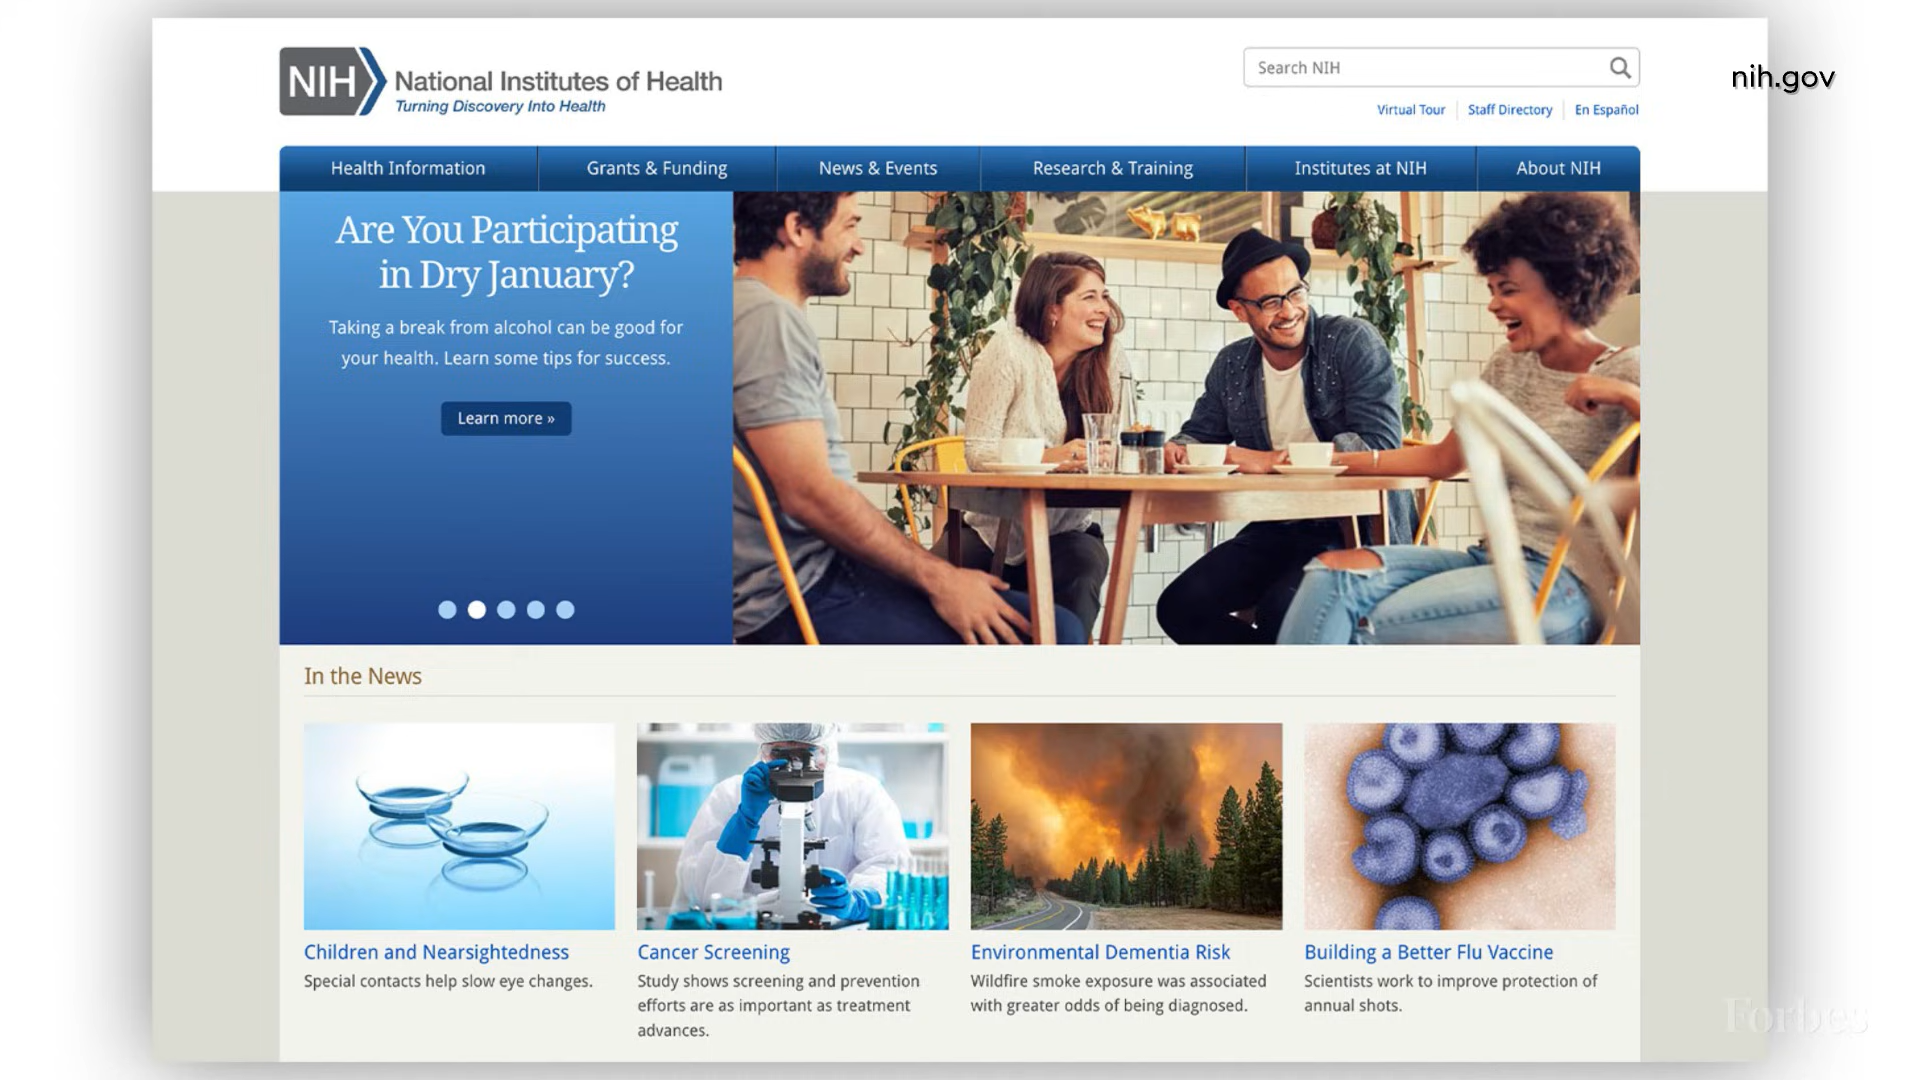 NIH
National Institutes of Health
Turning Discovery Into Health
Search NIH
nih.gov
Virtual Tour
Staff Directory
En Español
Health Information
Grants & Funding
News & Events
Research & Training
Institutes at NIH
About NIH
Are You Participating
in Dry January?
Taking a break from alcohol can be good for
your health. Learn some tips for success.
Learn more »
In the News
Children and Nearsightedness
Special contacts help slow eye changes.
Cancer Screening
Study shows screening and prevention
efforts are as important as treatment
advances.
Environmental Dementia Risk
Wildfire smoke exposure was associated
with greater odds of being diagnosed.
Building a Better Flu Vaccine
Scientists work to improve protection of
annual shots.
Forbes